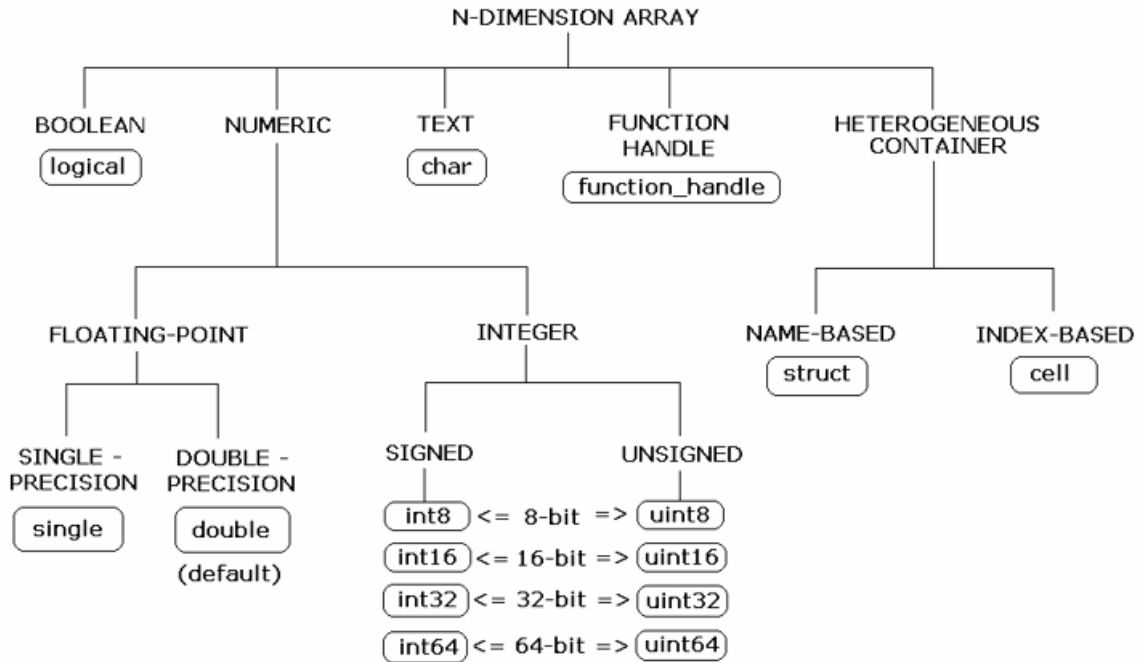 N-DIMENSION ARRAY
BOOLEAN
logical
NUMERIC
TEXT
char
FUNCTION
HANDLE
function_handle
HETEROGENEOUS
CONTAINER
FLOATING-POINT
INTEGER
NAME-BASED
struct
INDEX-BASED
cell
SINGLE -
PRECISION
single
DOUBLE -
PRECISION
double
(default)
SIGNED
UNSIGNED
int8 <= 8-bit => uint8
int16 <= 16-bit => uint16
int32 <= 32-bit => uint32
int64 <= 64-bit => uint64